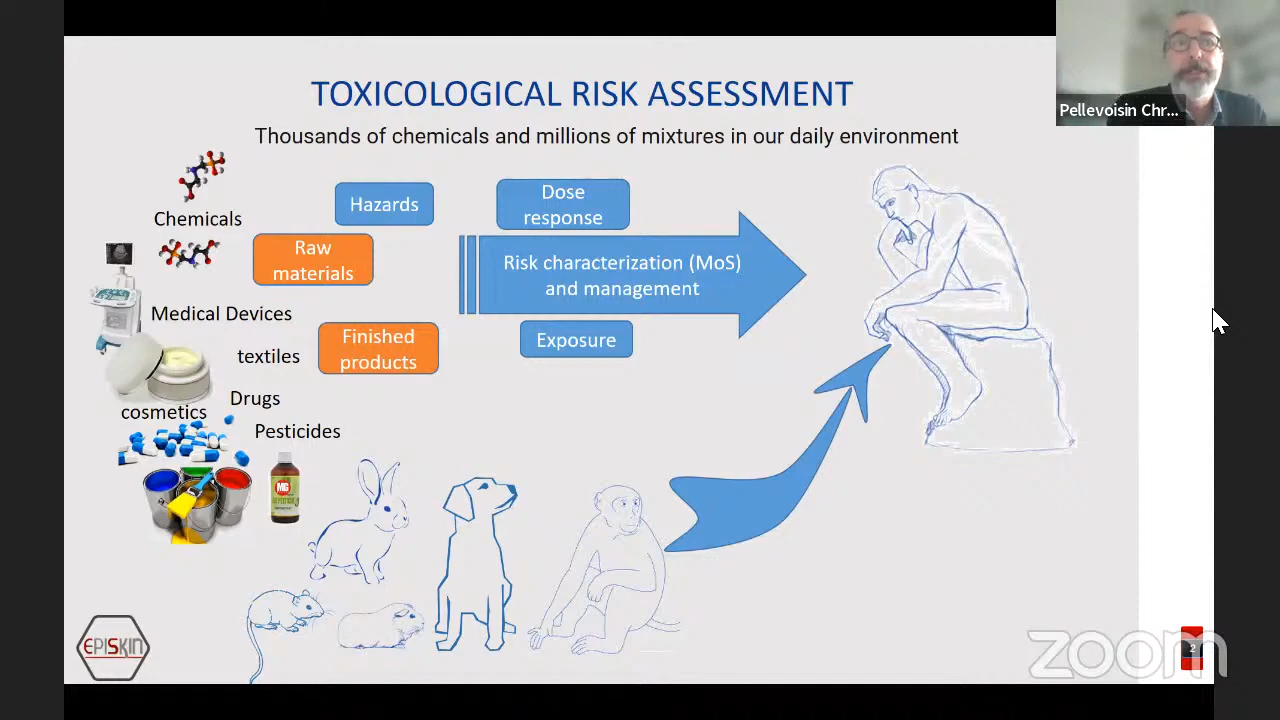 Pellevoisin Chr...
TOXICOLOGICAL RISK ASSESSMENT
Thousands of chemicals and millions of mixtures in our daily environment
Chemicals
Hazards
Dose
response
Raw
materials
Risk characterization (MoS)
and management
Medical Devices
Finished
products
Exposure
textiles
Drugs
cosmetics
Pesticides
MG
EPISKIN
zoom
2